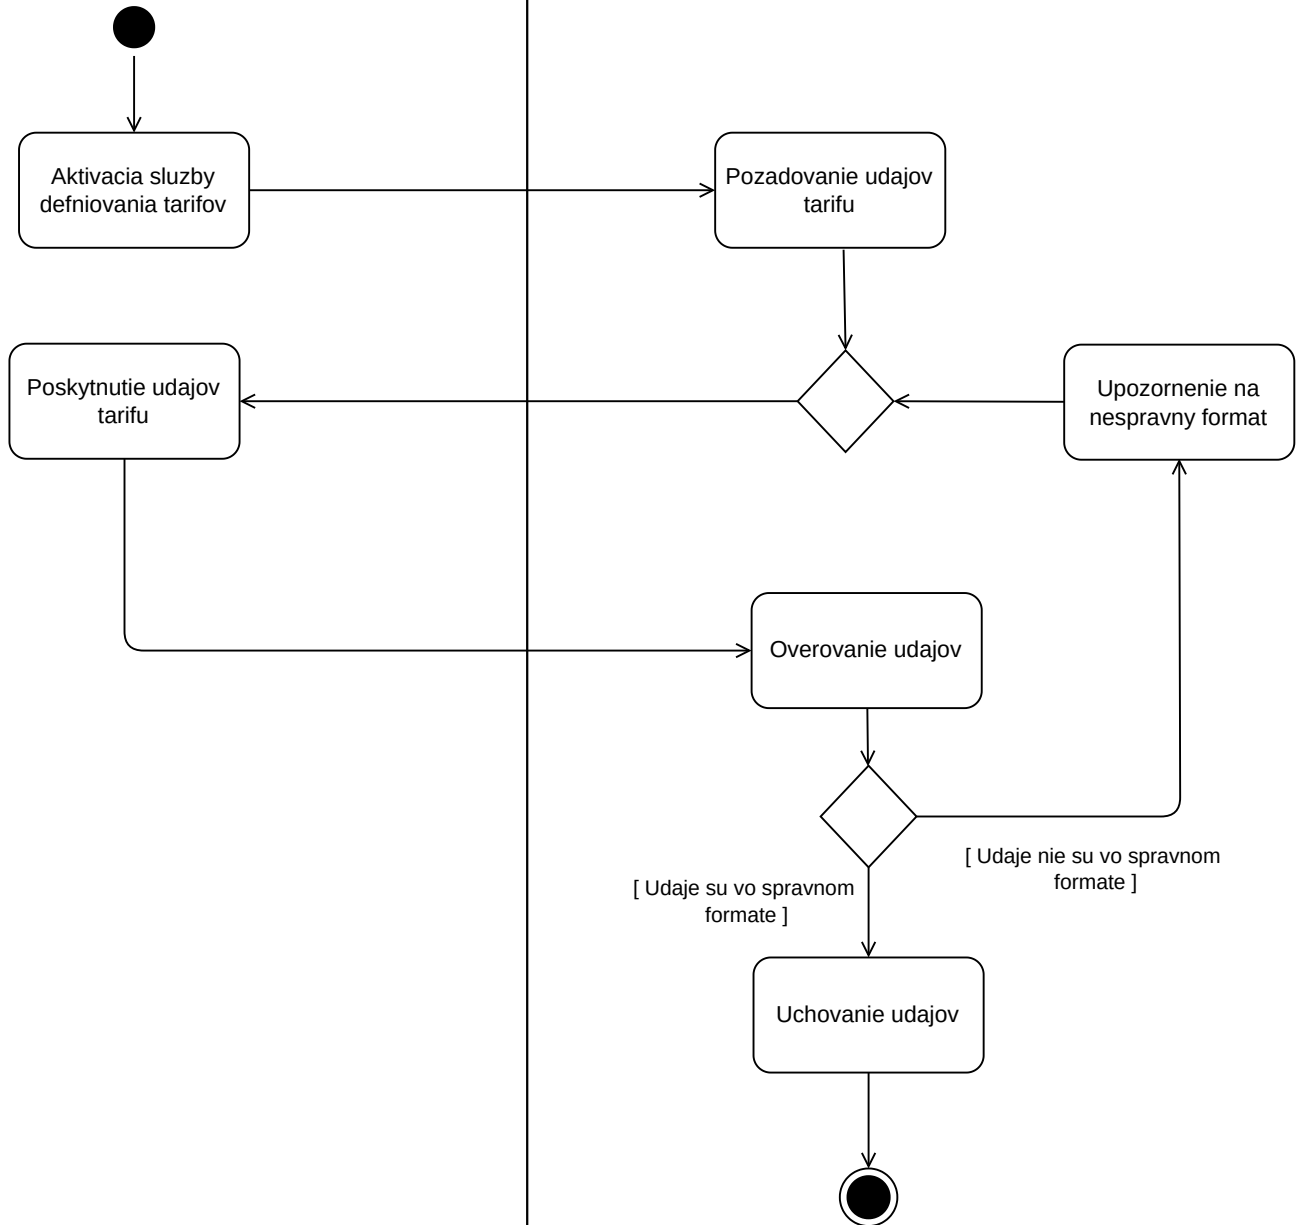 Aktivacia sluzby
defniovania tarifov
Pozadovanie udajov
tarifu
Poskytnutie udajov
tarifu
Upozornenie na
nespravny format
Overovanie udajov
[ Udaje nie su vo spravnom
formate ]
[ Udaje su vo spravnom
formate ]
Uchovanie udajov